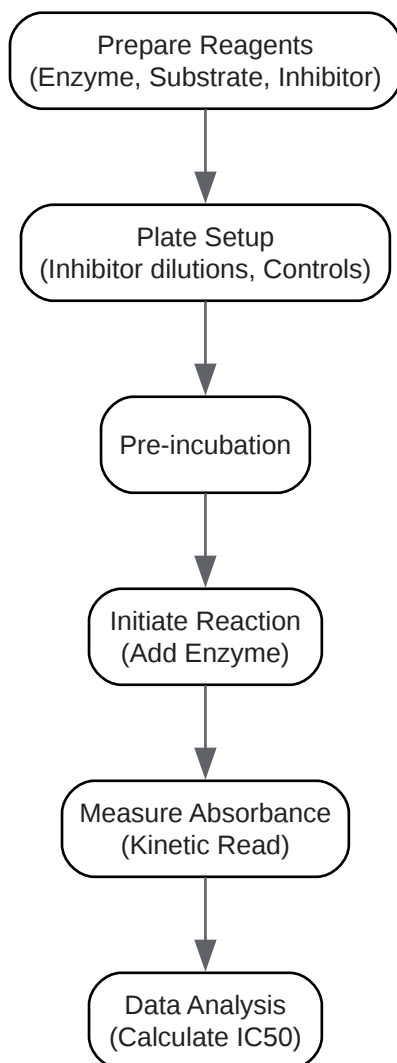 Prepare Reagents
(Enzyme, Substrate, Inhibitor)
Plate Setup
(Inhibitor dilutions, Controls)
Pre-incubation
Initiate Reaction
(Add Enzyme)
Measure Absorbance
(Kinetic Read)
Data Analysis
(Calculate IC50)